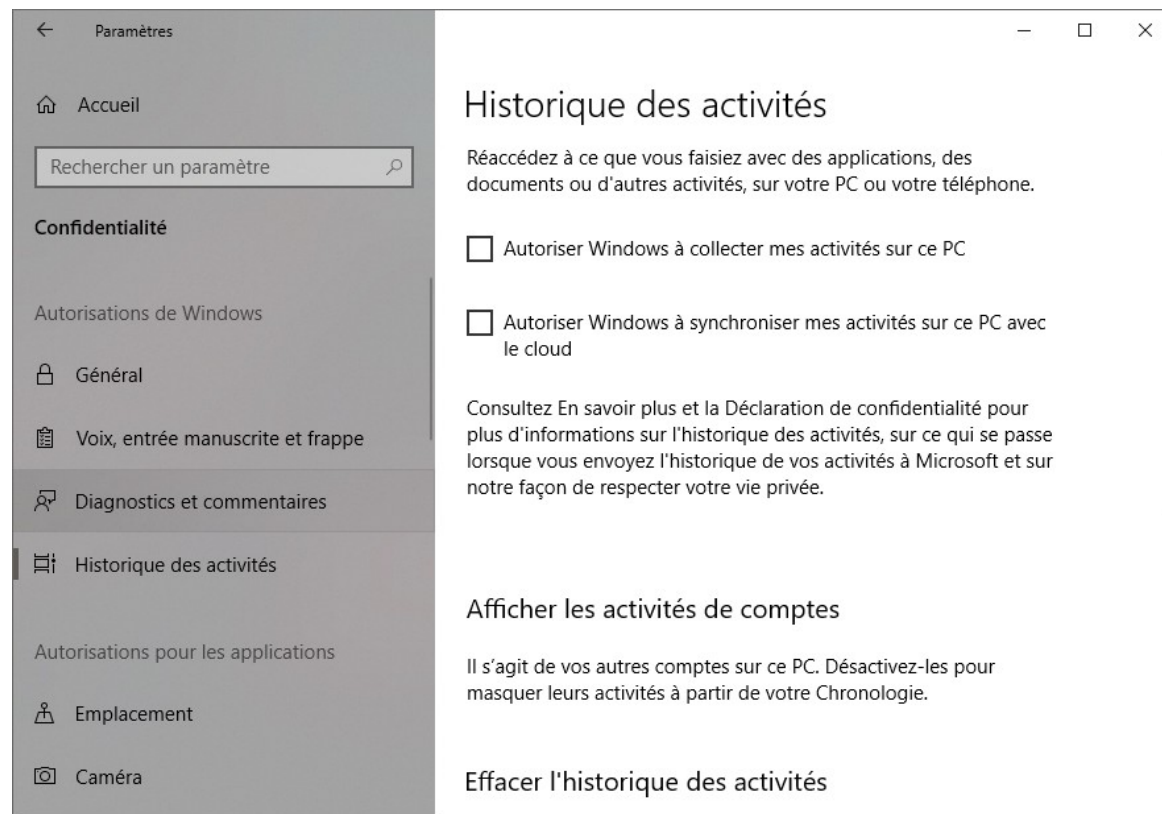 Paramètres
Accueil
Rechercher un paramètre
Confidentialité
Autorisations de Windows
Général
Voix, entrée manuscrite et frappe
Diagnostics et commentaires
Historique des activités
Autorisations pour les applications
Emplacement
Caméra
Historique des activités
Réaccédez à ce que vous faisiez avec des applications, des
documents ou d'autres activités, sur votre PC ou votre téléphone.
Autoriser Windows à collecter mes activités sur ce PC
Autoriser Windows à synchroniser mes activités sur ce PC avec
le cloud
Consultez En savoir plus et la Déclaration de confidentialité pour
plus d'informations sur l'historique des activités, sur ce qui se passe
lorsque vous envoyez l'historique de vos activités à Microsoft et sur
notre façon de respecter votre vie privée.
Afficher les activités de comptes
Il s’agit de vos autres comptes sur ce PC. Désactivez-les pour
masquer leurs activités à partir de votre Chronologie.
Effacer l'historique des activités